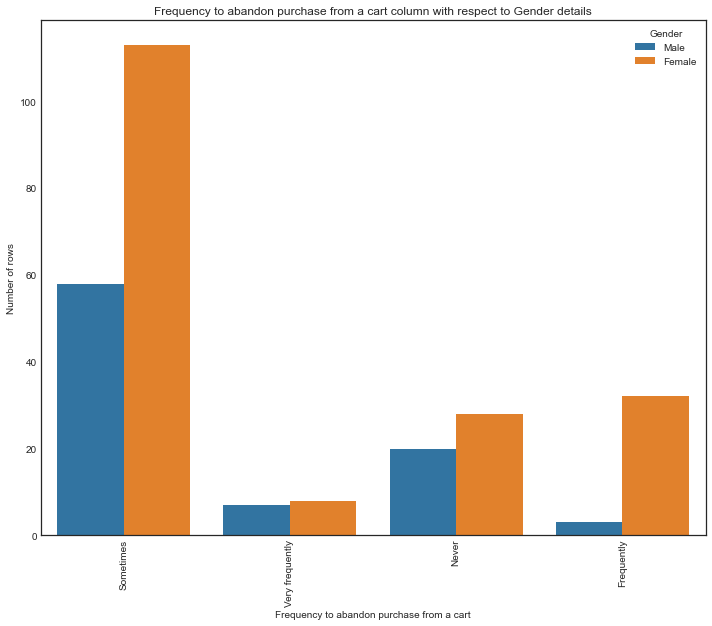 Frequency to abandon purchase from a cart column with respect to Gender details
Gender
Male
Female
Number of rows
100
80
60
40
20
0
Sometimes
Very frequently
Never
Frequently
Frequency to abandon purchase from a cart